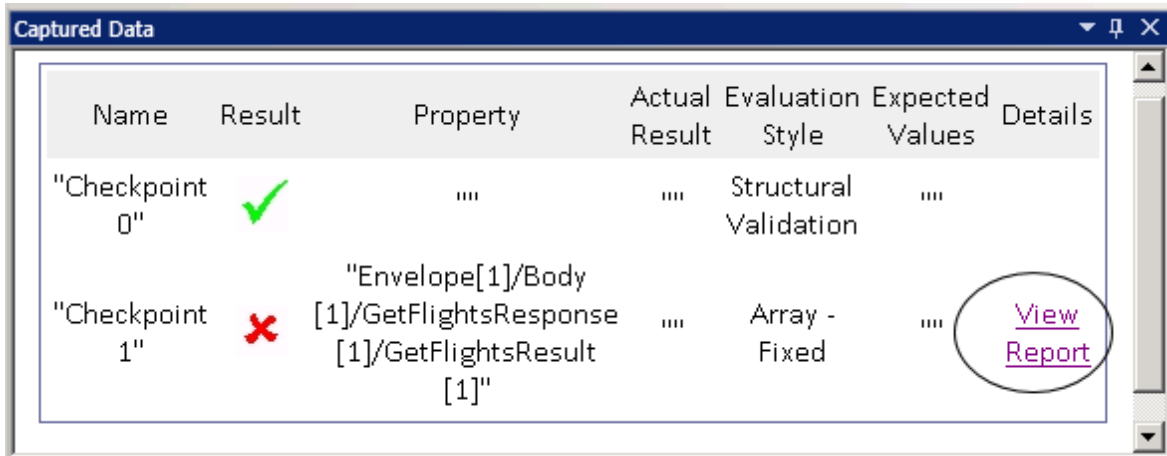 Captured Data
Name Result Property Actual Result Evaluation Style Expected Values Details
"Checkpoint 0" "" "" Structural Validation ""
"Checkpoint 1" "Envelope[1]/Body [1]/GetFlightsResponse [1]/GetFlightsResult [1]" "" Array - Fixed "" View Report